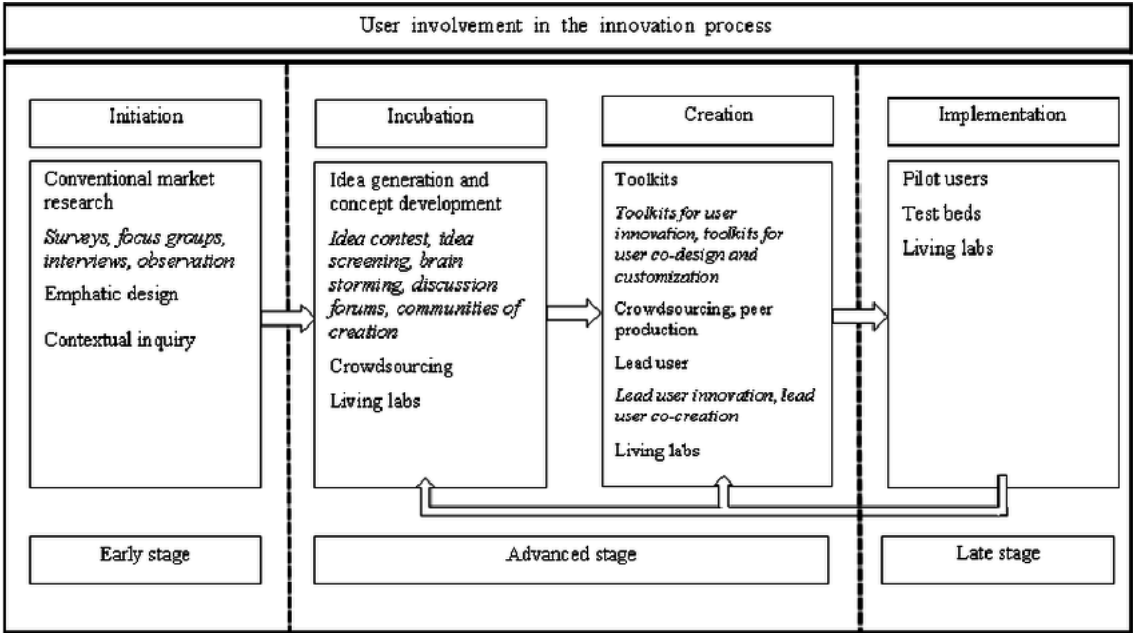 User involvement in the innovation process
Initiation
Conventional market
research
Surveys, focus groups,
interviews, observation
Emphatic design
Contextual inquiry
Incubation
Idea generation and
concept development
Idea contest, idea
screening, brain
storming, discussion
forums, communities of
creation
Crowdsourcing
Living labs
Creation
Toolkits
Toolkits for user
innovation, toolkits for
user co-design and
customization
Crowdsourcing, peer
production
Lead user
Lead user innovation, lead
user co-creation
Living labs
Implementation
Pilot users
Test beds
Living labs
Early stage
Advanced stage
Late stage